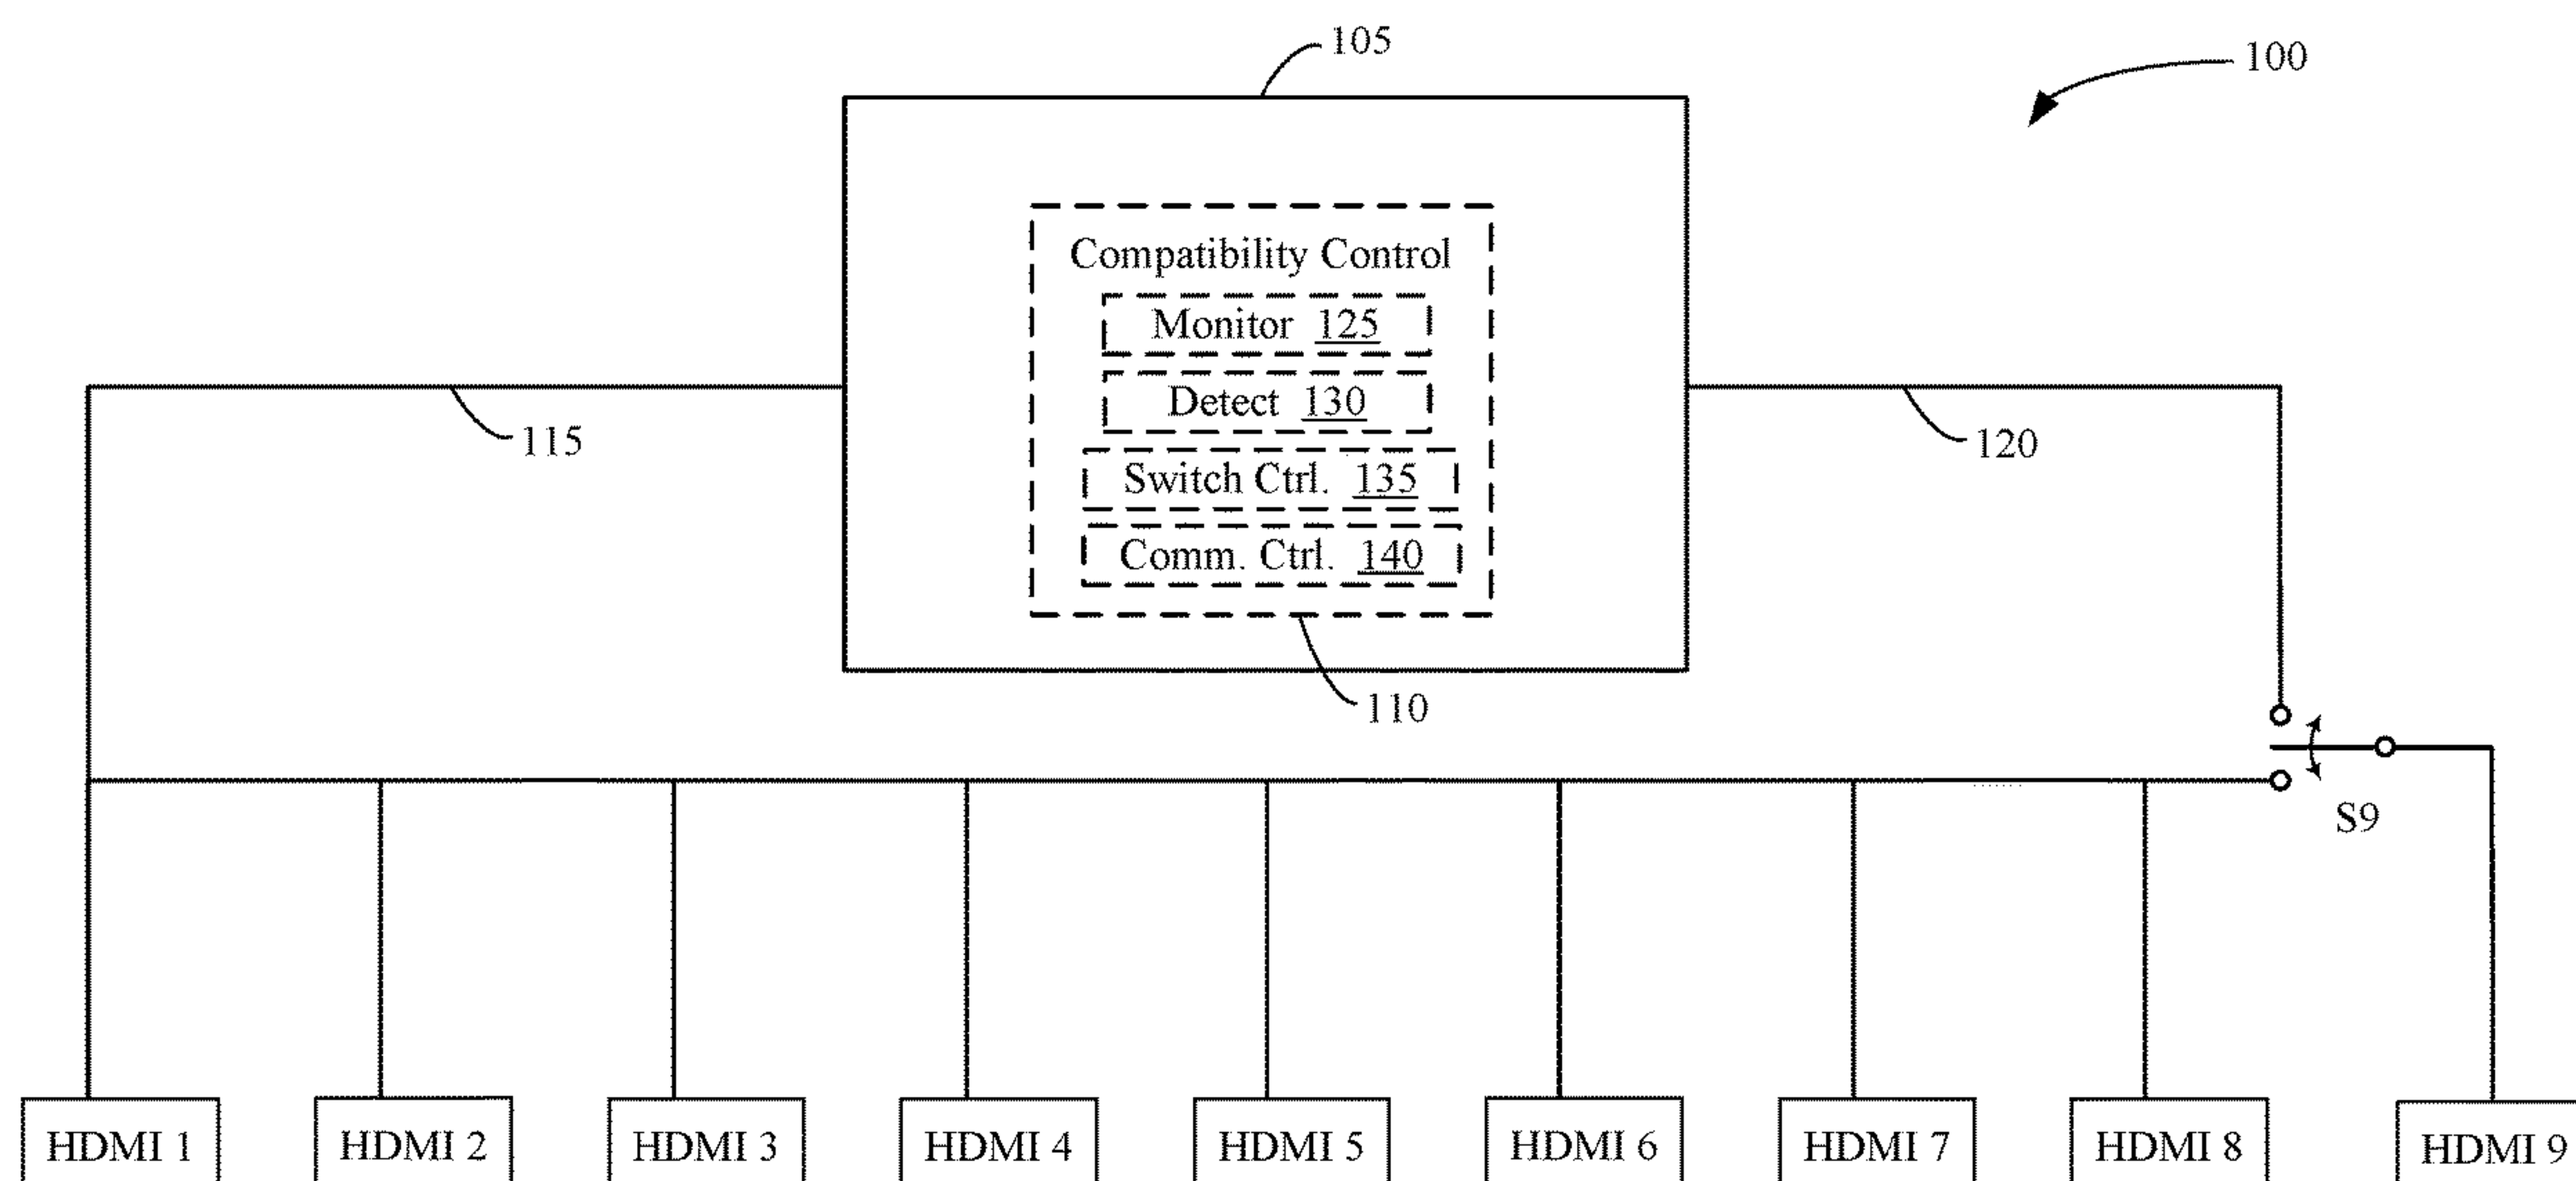 105
100
Compatibility Control
Monitor 125
Detect 130
Switch Ctrl. 135
Comm. Ctrl. 140
115
120
110
S9
HDMI 1
HDMI 2
HDMI 3
HDMI 4
HDMI 5
HDMI 6
HDMI 7
HDMI 8
HDMI 9